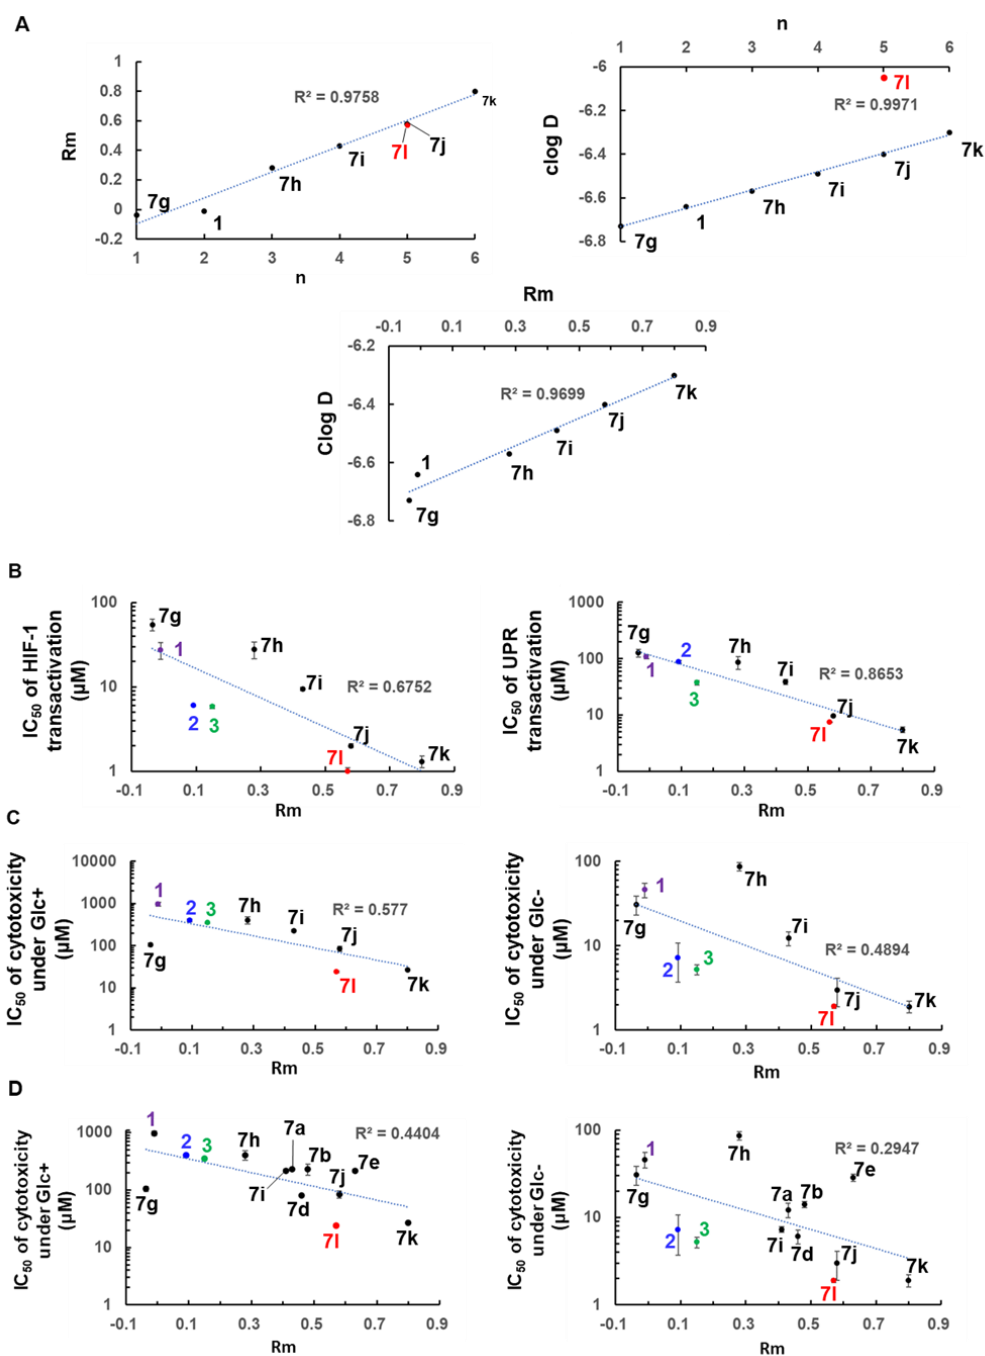 A
n
1 2 3 4 5 6
1
0.8
0.6
0.4
0.2
0
-0.2
Rm
R² = 0.9758
7g
1
7h
7i
7l
7j
7k
1 2 3 4 5 6
n
-6
-6.2
-6.4
-6.6
-6.8
clog D
7l
R² = 0.9971
7g
1
7h
7i
7j
7k
Rm
-0.1 0.1 0.3 0.5 0.7 0.9
-6.2
-6.4
-6.6
-6.8
Clog D
R² = 0.9699
7g
1
7h
7i
7j
7k
B
IC50 of HIF-1
transactivation
(µM)
100
10
1
7g
1
2
3
7h
7i
R² = 0.6752
7j
7l
7k
-0.1 0.1 0.3 0.5 0.7 0.9
Rm
IC50 of UPR
transactivation
(µM)
1000
100
10
1
7g
1
2
3
7h
7i
R² = 0.8653
7j
7l
7k
-0.1 0.1 0.3 0.5 0.7 0.9
Rm
C
IC50 of cytotoxicity
under Glc+
(µM)
10000
1000
100
10
1
1
7g
2
3
7h
7i
R² = 0.577
7j
7l
7k
-0.1 0.1 0.3 0.5 0.7 0.9
Rm
IC50 of cytotoxicity
under Glc-
(µM)
100
10
1
1
7g
2
3
7h
7i
R² = 0.4894
7j
7l
7k
-0.1 0.1 0.3 0.5 0.7 0.9
Rm
D
IC50 of cytotoxicity
under Glc+
(µM)
1000
100
10
1
1
7g
2
3
7h
7a
7b
R² = 0.4404
7j
7e
7i
7d
7l
7k
-0.1 0.1 0.3 0.5 0.7 0.9
Rm
IC50 of cytotoxicity
under Glc-
(µM)
100
10
1
1
7g
2
3
7h
R² = 0.2947
7e
7a
7b
7i
7d
7j
7l
7k
-0.1 0.1 0.3 0.5 0.7 0.9
Rm